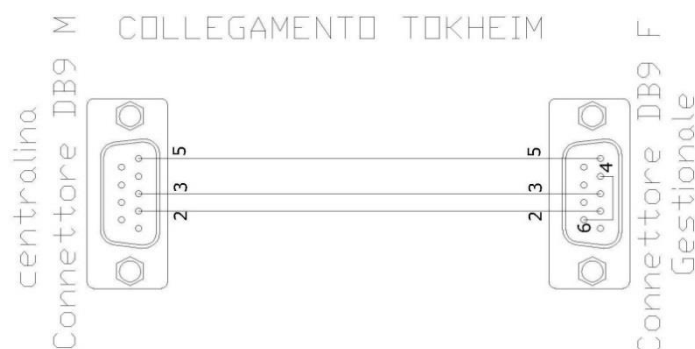 COLLEGAMENTO TOKHEIM
centralina
Connettore DB9 M
5
3
2
5
3
2
4
6
Connettore DB9 F
Gestionale